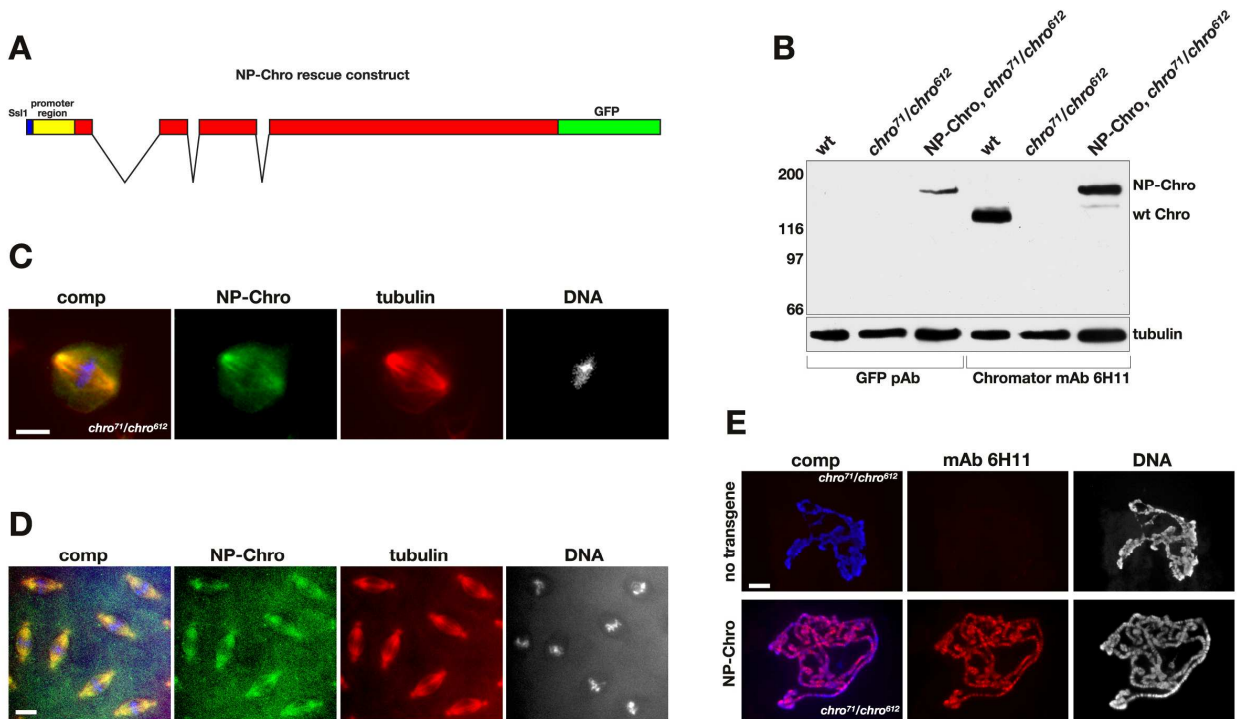 A
NP-Chro rescue construct
Ssl1
promoter
region
GFP
B
wt
chro71/chro612
NP-Chro, chro71/chro612
wt
chro71/chro612
NP-Chro, chro71/chro612
200
116
97
66
NP-Chro
wt Chro
tubulin
GFP pAb
Chromator mAb 6H11
C
comp
NP-Chro
tubulin
DNA
chro71/chro612
D
comp
NP-Chro
tubulin
DNA
E
comp
mAb 6H11
DNA
no transgene
chro71/chro612
NP-Chro
chro71/chro612